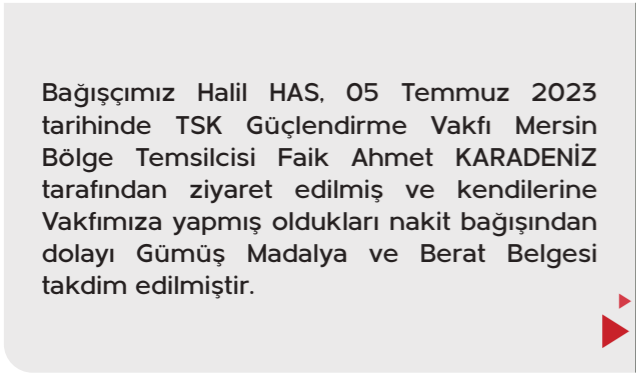 Bağışçımız Halil HAS, 05 Temmuz 2023
tarihinde TSK Güçlendirme Vakfı Mersin
Bölge Temsilcisi Faik Ahmet KARADENİZ
tarafından ziyaret edilmiş ve kendilerine
Vakfımıza yapmış oldukları nakit bağışından
dolayı Gümüş Madalya ve Berat Belgesi
takdim edilmiştir.